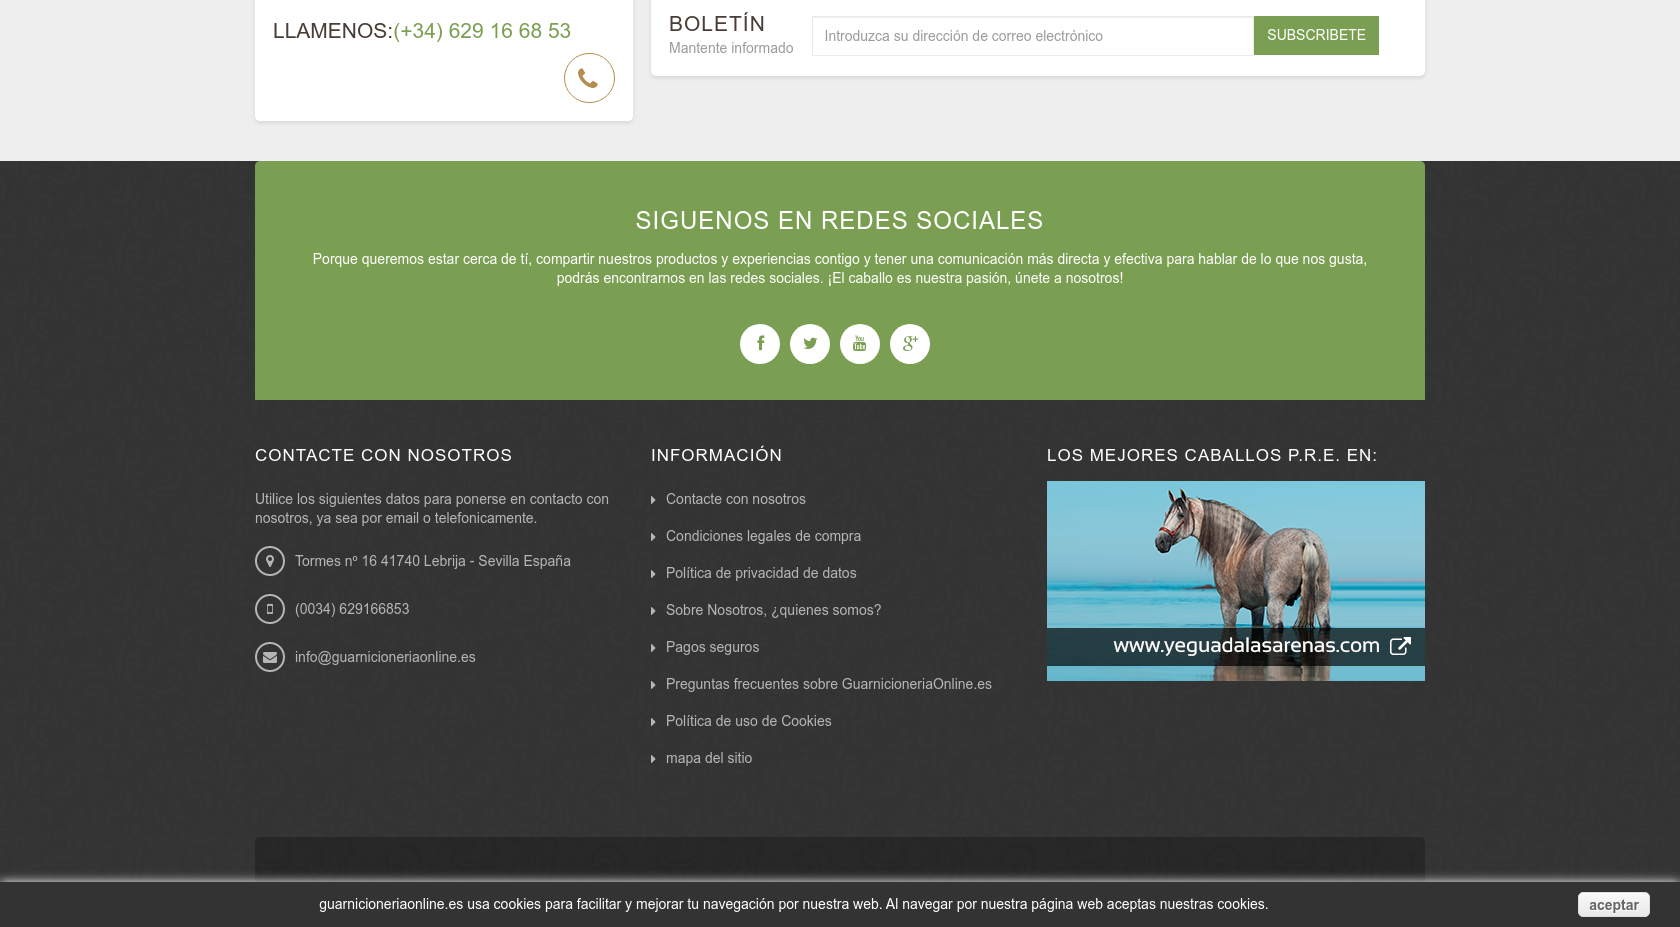 LLAMENOS:(+34) 629 16 68 53
BOLETÍN
Mantente informado
Introduzca su dirección de correo electrónico
SUBSCRIBETE
SIGUENOS EN REDES SOCIALES
Porque queremos estar cerca de tí, compartir nuestros productos y experiencias contigo y tener una comunicación más directa y efectiva para hablar de lo que nos gusta,
podrás encontrarnos en las redes sociales. ¡El caballo es nuestra pasión, únete a nosotros!
CONTACTE CON NOSOTROS
Utilice los siguientes datos para ponerse en contacto con
nosotros, ya sea por email o telefonicamente.
Tormes nº 16 41740 Lebrija - Sevilla España
(0034) 629166853
info@guarnicioneriaonline.es
INFORMACIÓN
Contacte con nosotros
Condiciones legales de compra
Política de privacidad de datos
Sobre Nosotros, ¿quienes somos?
Pagos seguros
Preguntas frecuentes sobre GuarnicioneriaOnline.es
Política de uso de Cookies
mapa del sitio
LOS MEJORES CABALLOS P.R.E. EN:
www.yeguadalasarenas.com
guarnicioneriaonline.es usa cookies para facilitar y mejorar tu navegación por nuestra web. Al navegar por nuestra página web aceptas nuestras cookies.
aceptar